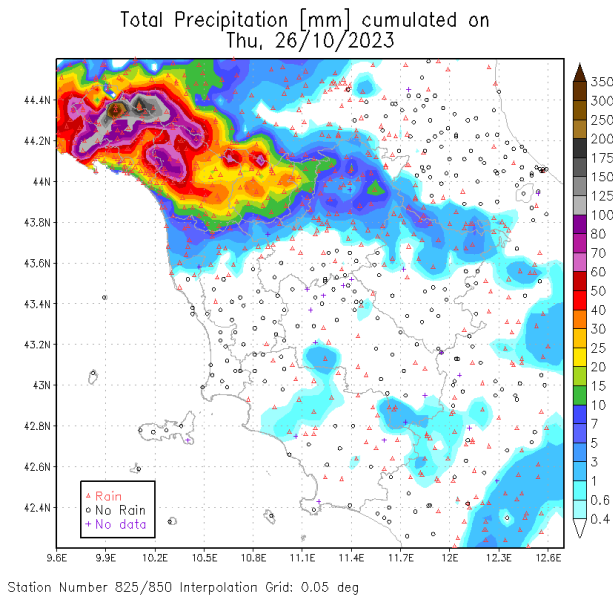 Total Precipitation [mm] cumulated on
Thu, 26/10/2023
44.4N
44.2N
44N
43.8N
43.6N
43.4N
43.2N
43N
42.8N
42.6N
42.4N
9.6E 9.9E 10.2E 10.5E 10.8E 11.1E 11.4E 11.7E 12E 12.3E 12.6E
Rain
No Rain
No data
350
300
250
200
175
150
125
100
80
70
60
50
40
30
25
20
15
10
7
5
3
1
0.6
0.4
Station Number 825/850 Interpolation Grid: 0.05 deg